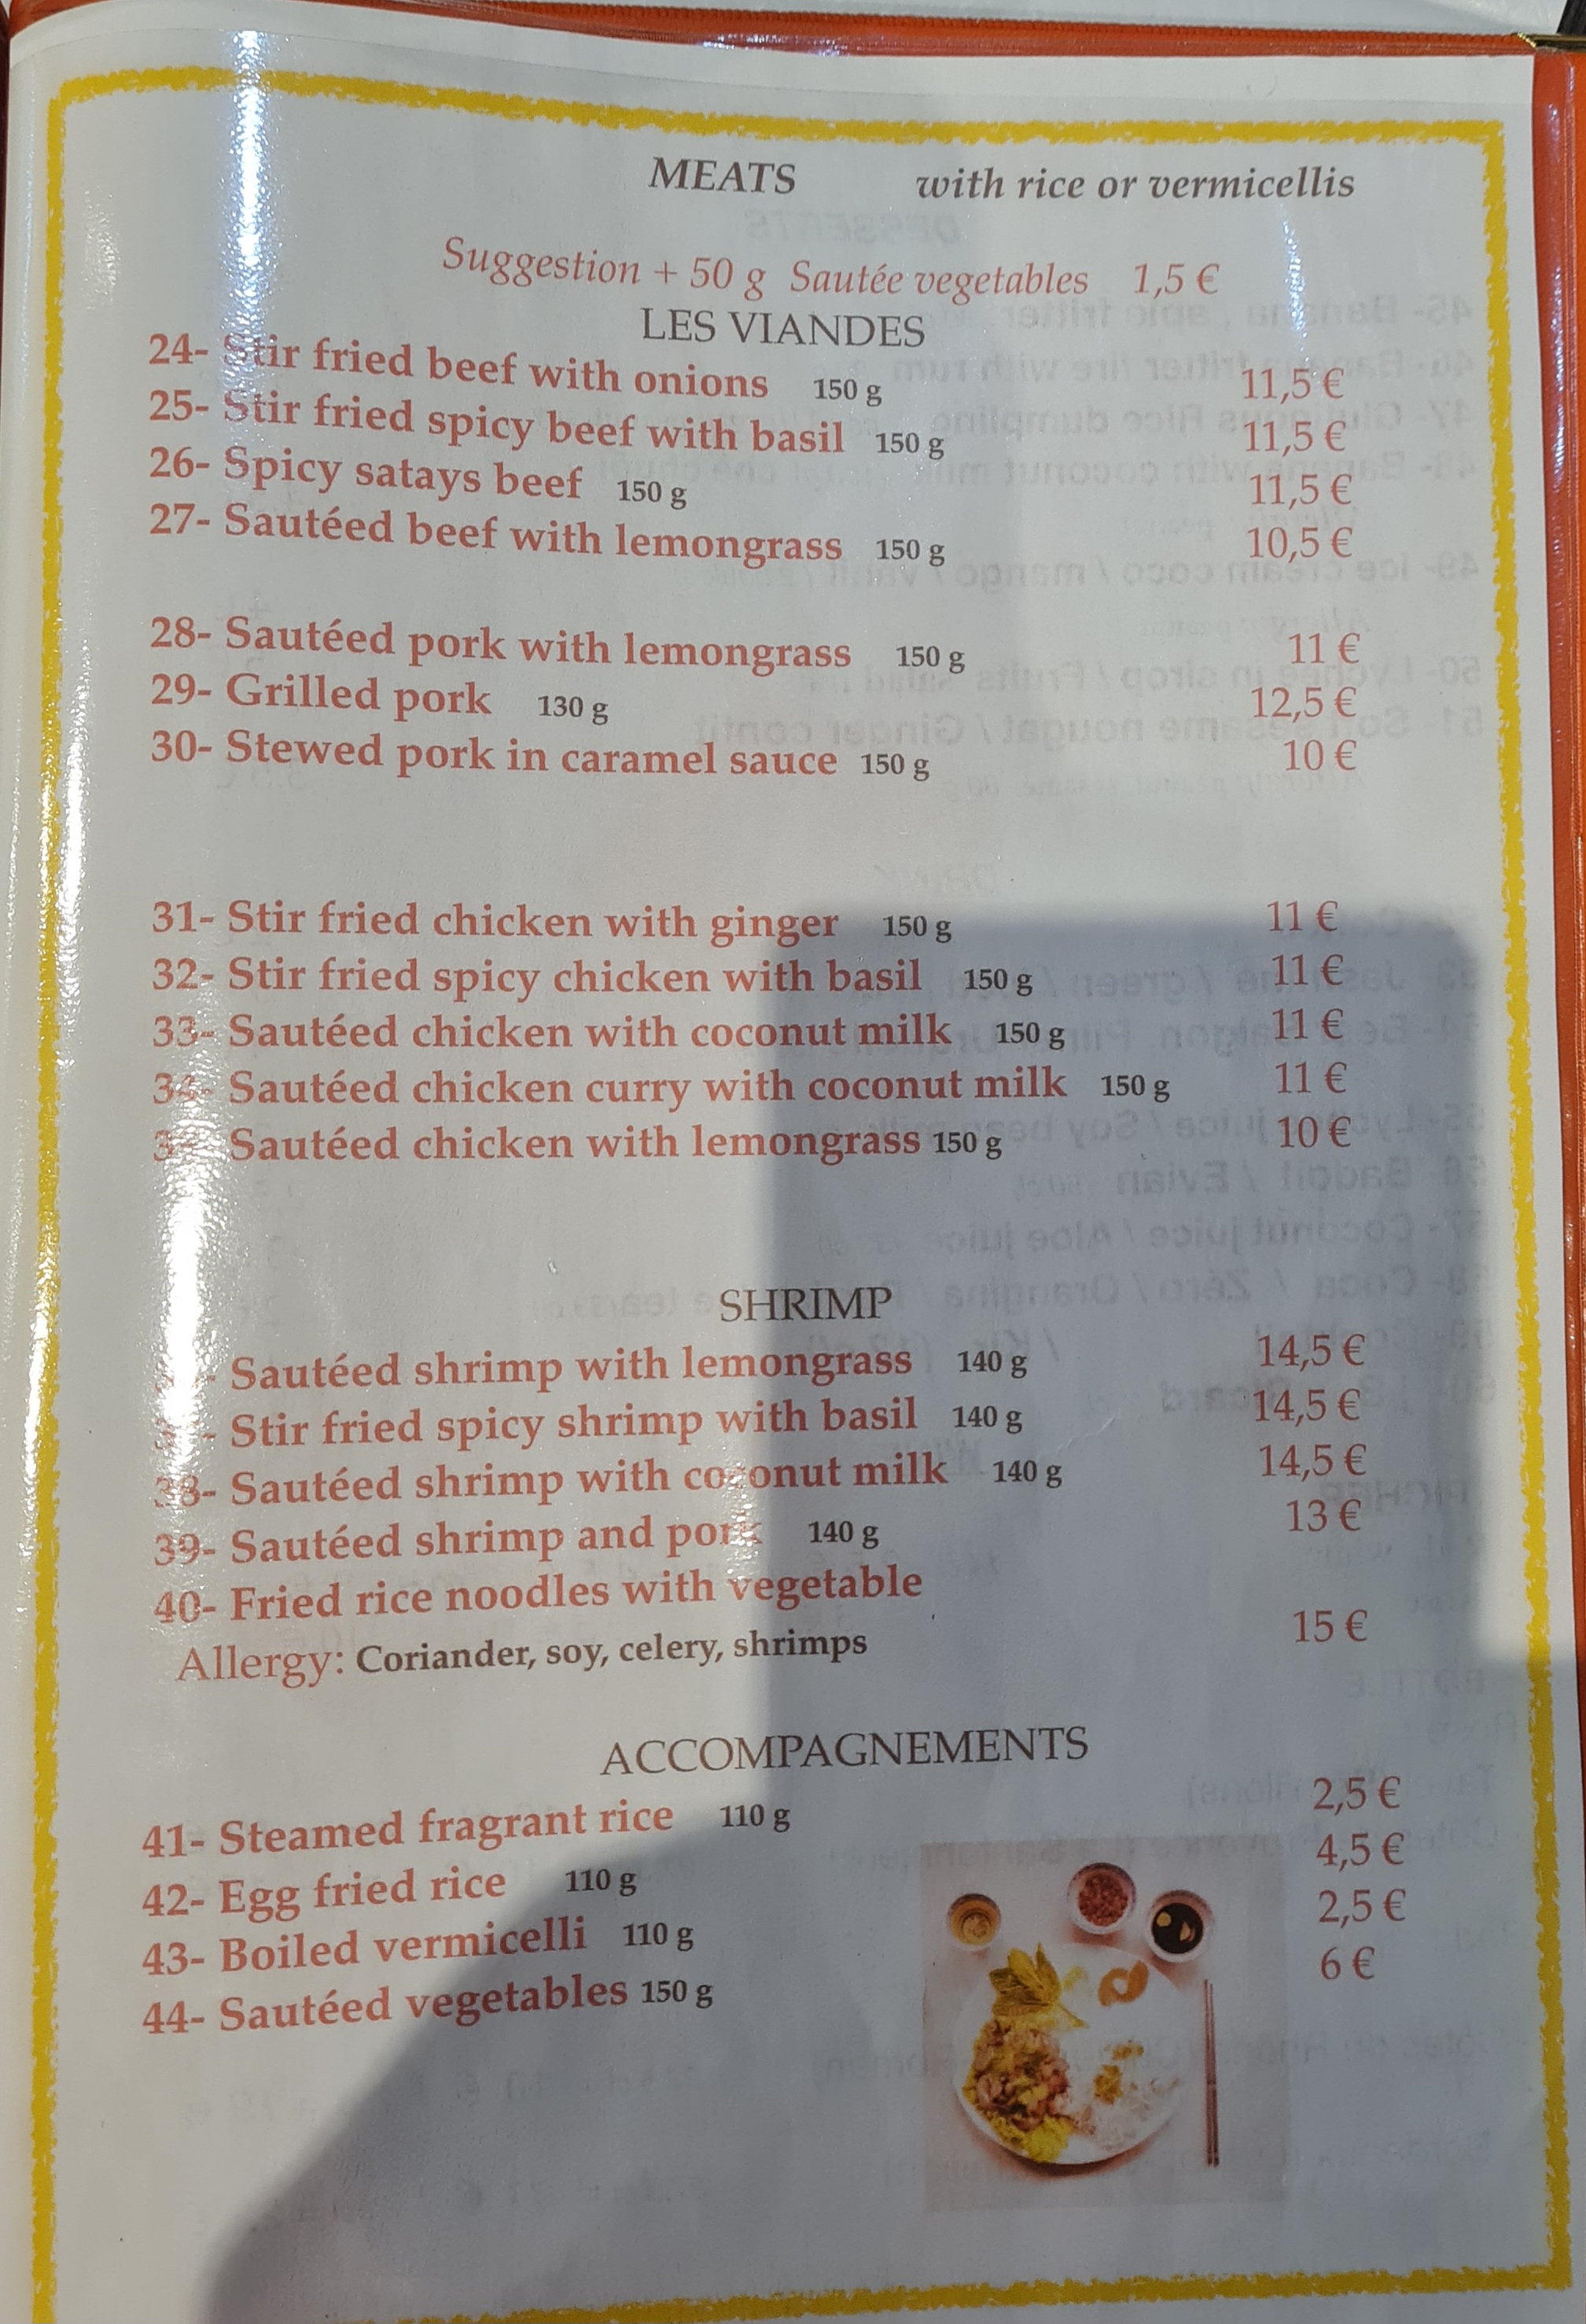 MEATS with rice or vermicellis
Suggestion + 50 g Sautée vegetables 1,5 €
LES VIANDES
24- Stir fried beef with onions 150 g 11,5 €
25- Stir fried spicy beef with basil 150 g 11,5 €
26- Spicy satays beef 150 g 11,5 €
27- Sautéed beef with lemongrass 150 g 10,5 €
28- Sautéed pork with lemongrass 150 g 11 €
29- Grilled pork 130 g 12,5 €
30- Stewed pork in caramel sauce 150 g 10 €
31- Stir fried chicken with ginger 150 g 11 €
32- Stir fried spicy chicken with basil 150 g 11 €
33- Sautéed chicken with coconut milk 150 g 11 €
34- Sautéed chicken curry with coconut milk 150 g 11 €
Sautéed chicken with lemongrass 150 g 10 €
SHRIMP
Sautéed shrimp with lemongrass 140 g 14,5 €
Stir fried spicy shrimp with basil 140 g 14,5 €
38- Sautéed shrimp with coconut milk 140 g 14,5 €
39- Sautéed shrimp and pork 140 g 13 €
40- Fried rice noodles with vegetable
Allergy: Coriander, soy, celery, shrimps 15 €
ACCOMPAGNEMENTS
41- Steamed fragrant rice 110 g 2,5 €
42- Egg fried rice 110 g 4,5 €
43- Boiled vermicelli 110 g 2,5 €
44- Sautéed vegetables 150 g 6 €